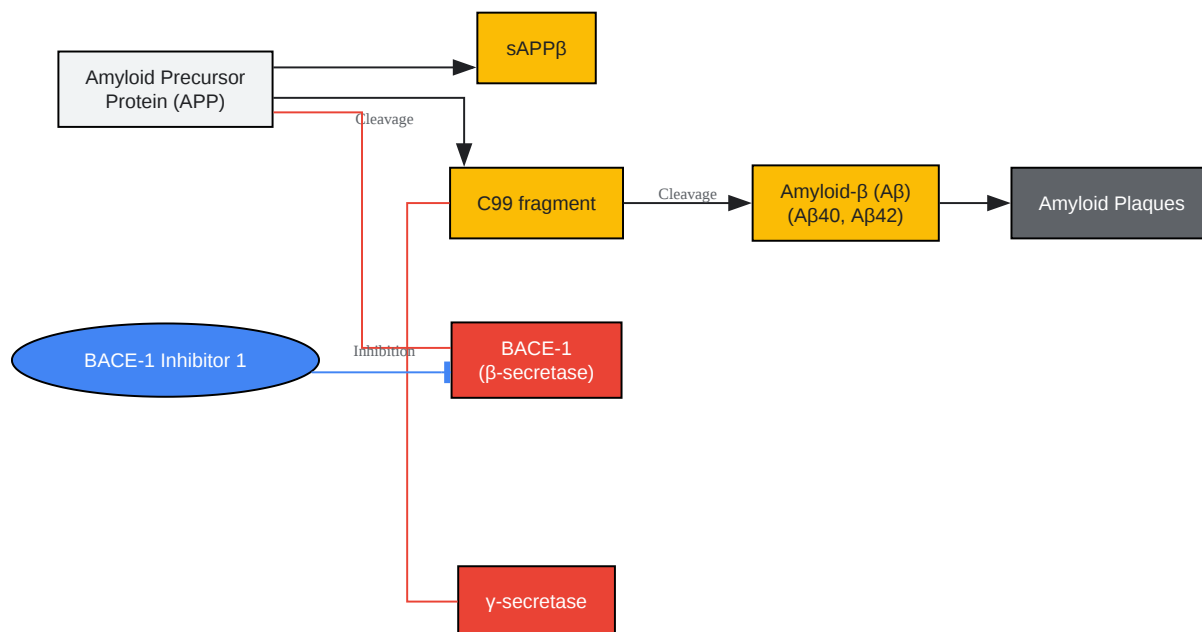 sAPPβ
Amyloid Precursor
Protein (APP)
Cleavage
C99 fragment
Cleavage
Amyloid-β (Aβ)
(Aβ40, Aβ42)
Amyloid Plaques
BACE-1 Inhibitor 1
Inhibition
BACE-1
(β-secretase)
γ-secretase